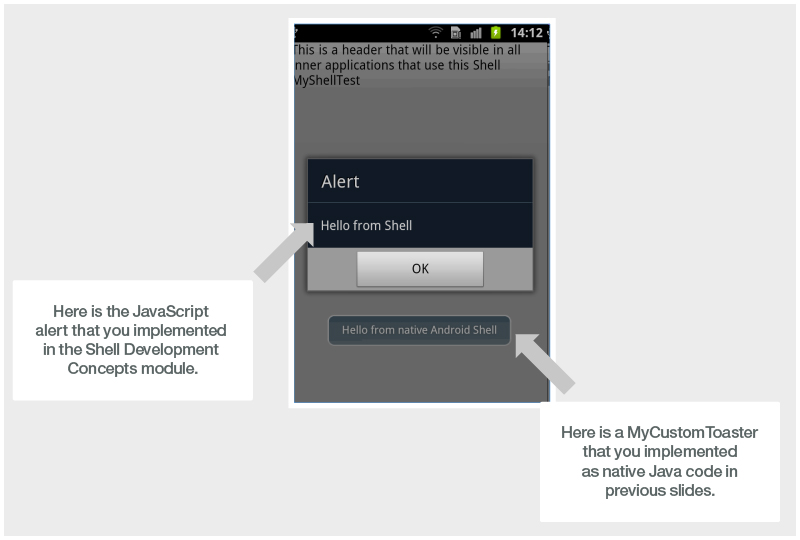 14:12
This is a header that will be visible in all
inner applications that use this Shell
MyShellTest
Alert
Hello from Shell
OK
Hello from native Android Shell
Here is the JavaScript
alert that you implemented
in the Shell Development
Concepts module.
Here is a MyCustomToaster
that you implemented
as native Java code in
previous slides.